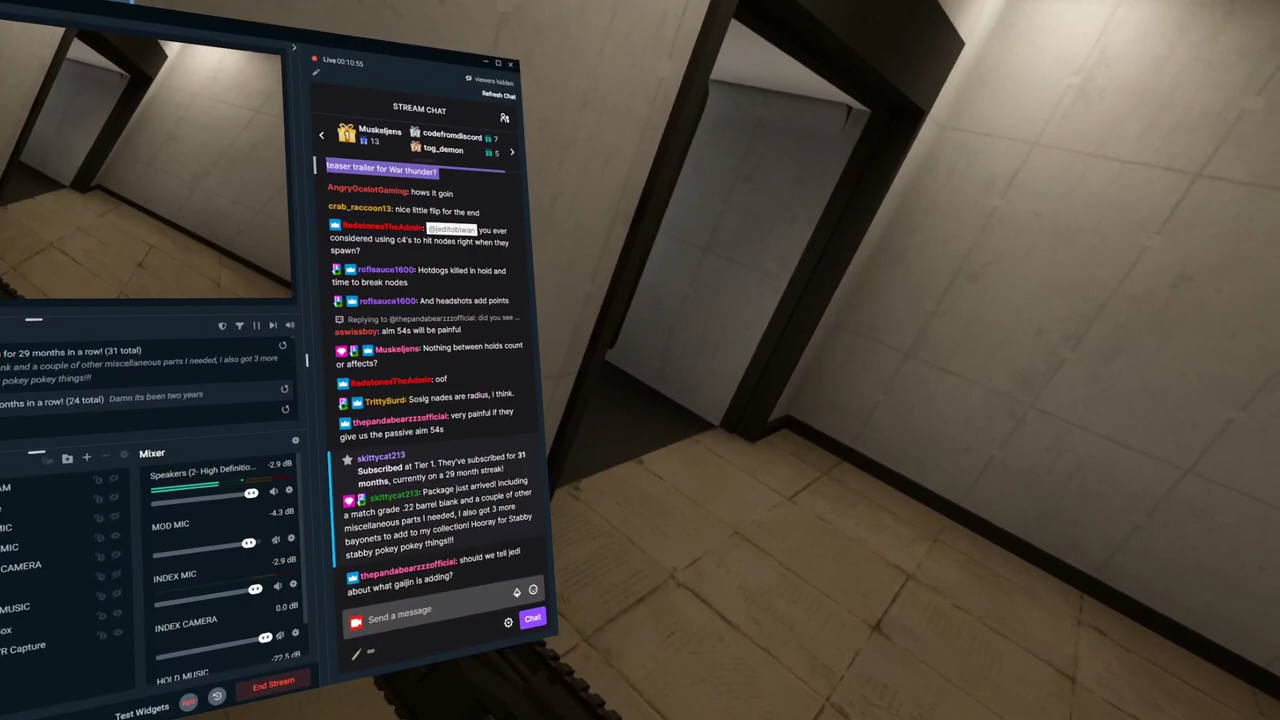 Live 00:10:55
viewers hidden
Refresh Chat
STREAM CHAT
1 Muskeljens
13
codefromdiscord 7
tog_demon 5
teaser trailer for War thunder?
AngryOcelotGaming: hows it goin
crab_raccoon13: nice little flip for the end
RedstonesTheAdmin: @jeditobiwan you ever
considered using c4's to hit nodes right when they
spawn?
roflsauce1600: Hotdogs killed in hold and
time to break nodes
roflsauce1600: And headshots add points
Replying to @thepandabearzzzofficial: did you see ...
aswissboy: aim 54s will be painful
Muskeljens: Nothing between holds count
or affects?
RedstonesTheAdmin: oof
TrittyBurd: Sosig nades are radius, I think.
thepandabearzzzofficial: very painful if they
give us the passive aim 54s
skittycat213
Subscribed at Tier 1. They've subscribed for 31
months, currently on a 29 month streak!
skittycat213: Package just arrived! Including
a match grade .22 barrel blank and a couple of other
miscellaneous parts I needed, I also got 3 more
bayonets to add to my collection! Hooray for Stabby
stabby pokey pokey things!!!
thepandabearzzzofficial: should we tell jedi
about what gaijin is adding?
Send a message
Chat
for 29 months in a row! (31 total)
ank and a couple of other miscellaneous parts I needed, I also got 3 more
y pokey pokey things!!!
onths in a row! (24 total) Damn its been two years
Mixer
Speakers (2- High Definitio... -2.9 dB
MOD MIC -4.3 dB
INDEX MIC -2.9 dB
INDEX CAMERA 0.0 dB
HOLD MUSIC -22.5 dB
AM
MIC
MIC
CAMERA
MUSIC
Box
R Capture
Test Widgets
End Stream